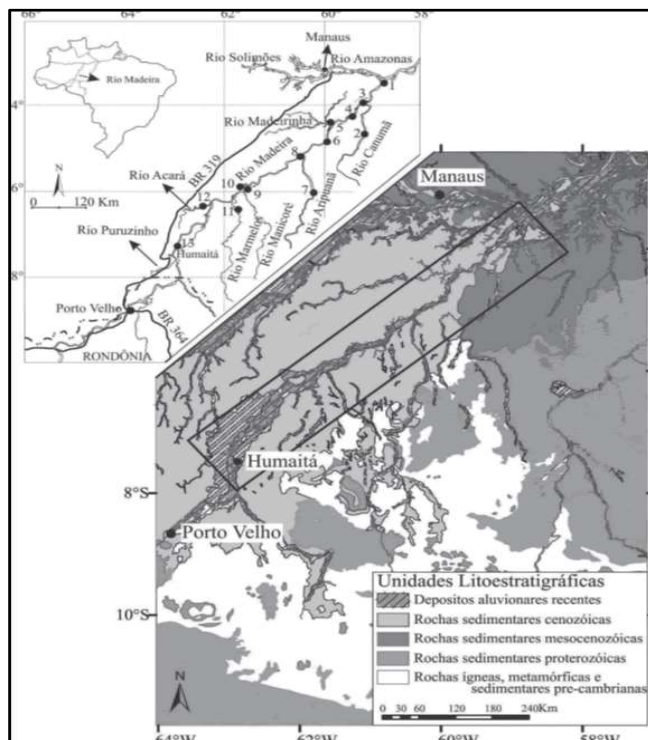 66°
64°
62°
60°
58°
Manaus
Rio Solimões
Rio Amazonas
1
3
4
Rio Madeirinha
5
2
6
Rio Canumã
Rio Madeira
8
4°
6°
8°
Rio Madeira
N
0 120 Km
BR 319
Rio Acará
10
9
12
7
11
Rio Aripuanã
Rio Manicoré
Rio Marmelos
Rio Puruzinho
13
Humaitá
Porto Velho
BR 364
RONDÔNIA
Manaus
Humaitá
8°S
Porto Velho
10°S
N
Unidades Litoestratigráficas
Depositos aluvionares recentes
Rochas sedimentares cenozóicas
Rochas sedimentares mesocenozóicas
Rochas sedimentares proterozóicas
Rochas ígneas, metamórficas e
sedimentares pre-cambrianas
0 30 60 120 180 240Km
64°W
62°W
60°W
58°W